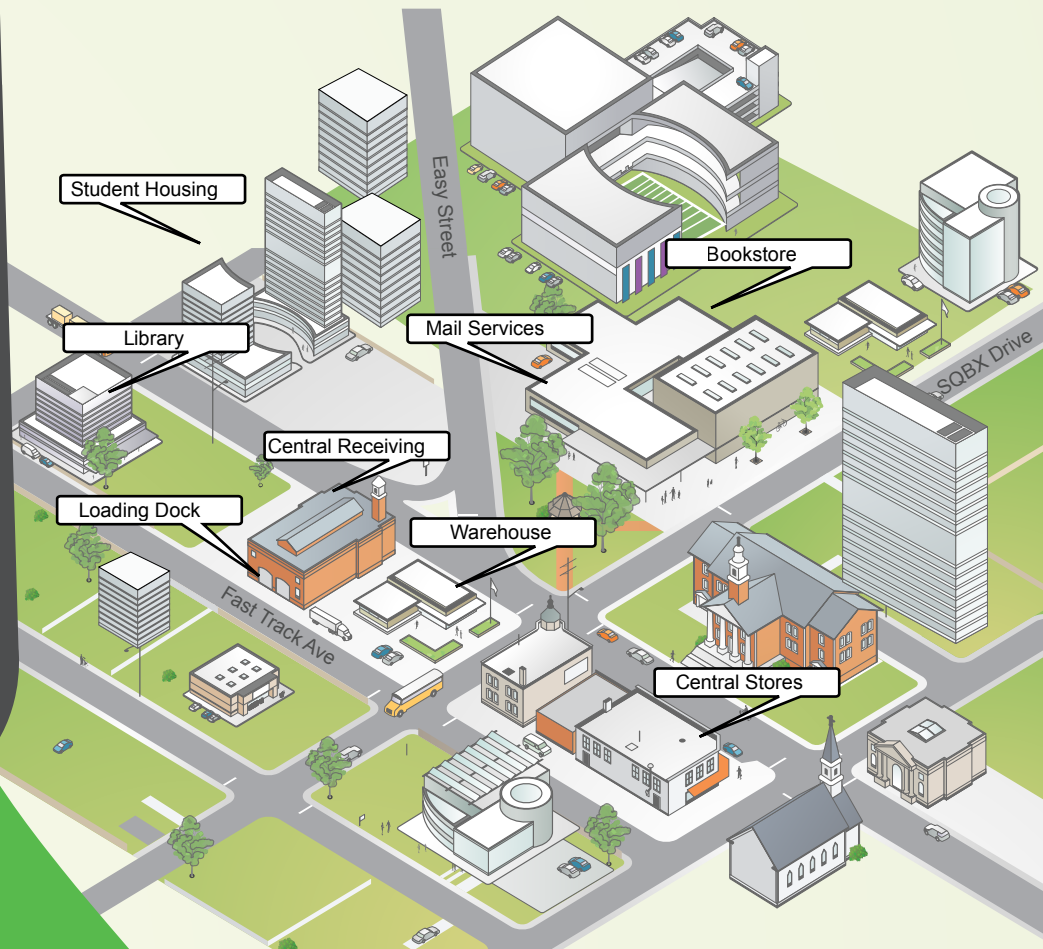 Easy Street
Student Housing
Bookstore
Mail Services
Library
SQBX Drive
Central Receiving
Loading Dock
Warehouse
Fast Track Ave
Central Stores